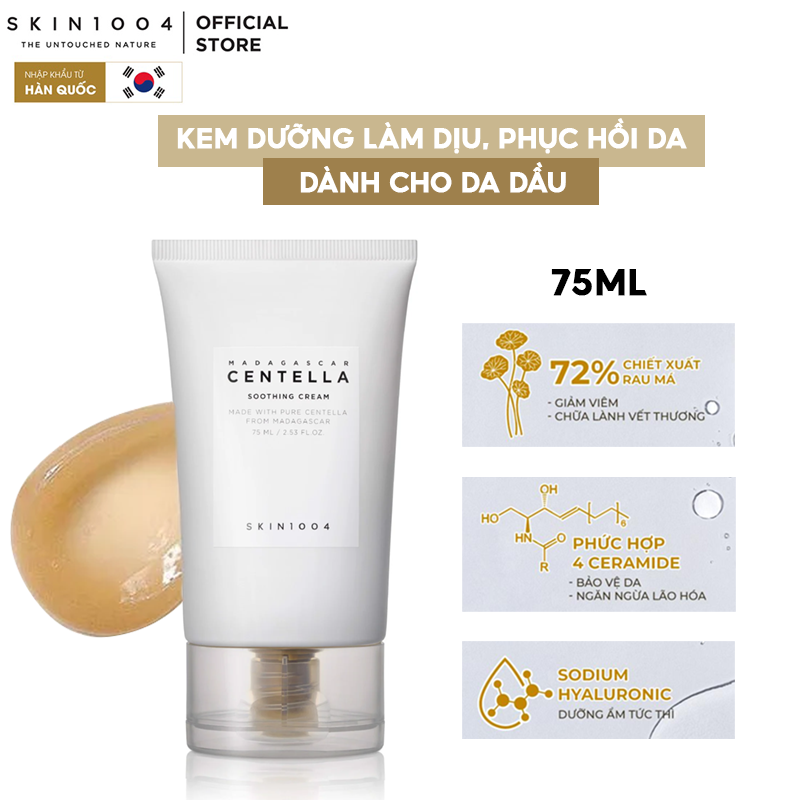 SKIN1004
THE UNTOUCHED NATURE
OFFICIAL
STORE
NHẬP KHẨU TỪ
HÀN QUỐC
KEM DƯỠNG LÀM DỊU, PHỤC HỒI DA
DÀNH CHO DA DẦU
75ML
MADAGASCAR
CENTELLA
SOOTHING CREAM
MADE WITH PURE CENTELLA
FROM MADAGASCAR
75 ML / 2.53 FL.OZ.
SKIN1004
72% CHIẾT XUẤT
RAU MÁ
- GIẢM VIÊM
- CHỮA LÀNH VẾT THƯƠNG
OH
HO
6
HN
O
R
PHỨC HỢP
4 CERAMIDE
- BẢO VỆ DA
- NGĂN NGỪA LÃO HÓA
SODIUM
HYALURONIC
DƯỠNG ẨM TỨC THÌ